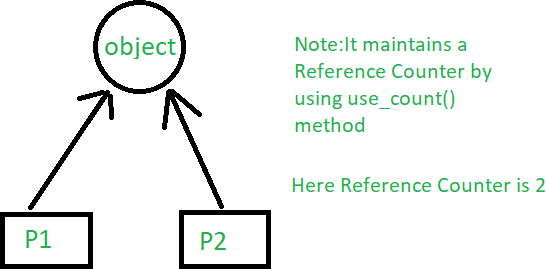 object
Note:It maintains a
Reference Counter by
using use_count()
method
Here Reference Counter is 2
P1
P2